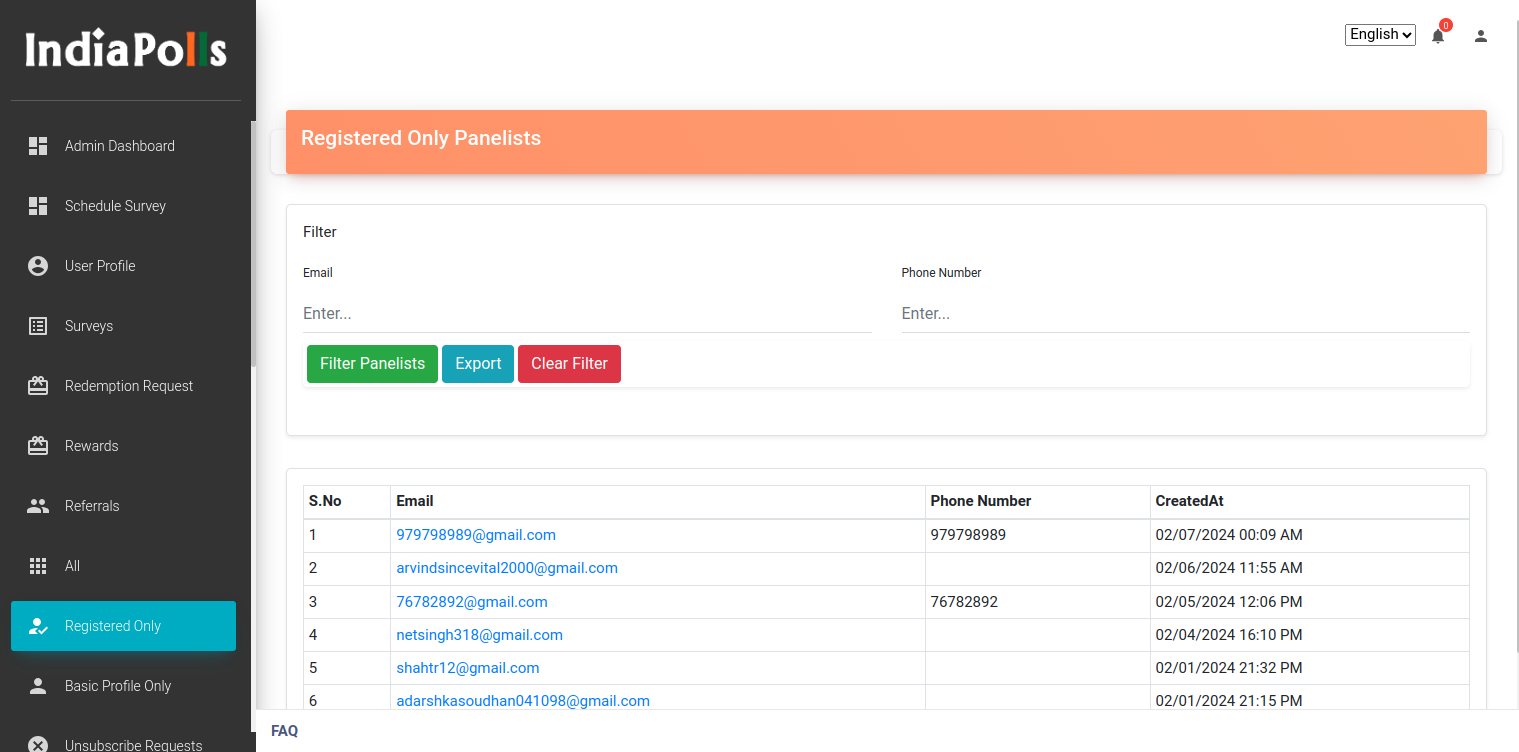 IndiaPolls
English
0
Admin Dashboard
Schedule Survey
User Profile
Surveys
Redemption Request
Rewards
Referrals
All
Registered Only
Basic Profile Only
Unsubscribe Requests
Registered Only Panelists
Filter
Email Phone Number
Enter... Enter...
Filter Panelists Export Clear Filter
S.No Email Phone Number CreatedAt
1 979798989@gmail.com 979798989 02/07/2024 00:09 AM
2 arvindsincevital2000@gmail.com 02/06/2024 11:55 AM
3 76782892@gmail.com 76782892 02/05/2024 12:06 PM
4 netsingh318@gmail.com 02/04/2024 16:10 PM
5 shahtr12@gmail.com 02/01/2024 21:32 PM
6 adarshkasoudhan041098@gmail.com 02/01/2024 21:15 PM
FAQ